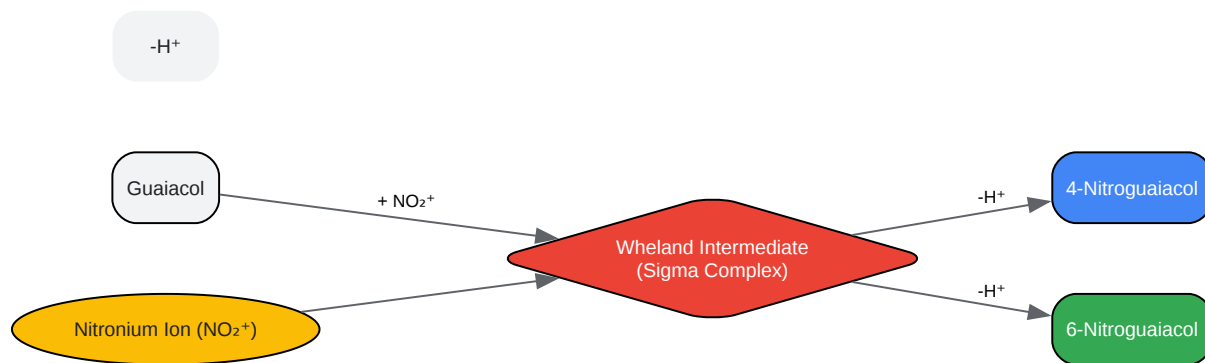 -H⁺
Guaiacol
+ NO₂⁺
Nitronium Ion (NO₂⁺)
Wheland Intermediate
(Sigma Complex)
-H⁺
4-Nitroguaiacol
-H⁺
6-Nitroguaiacol